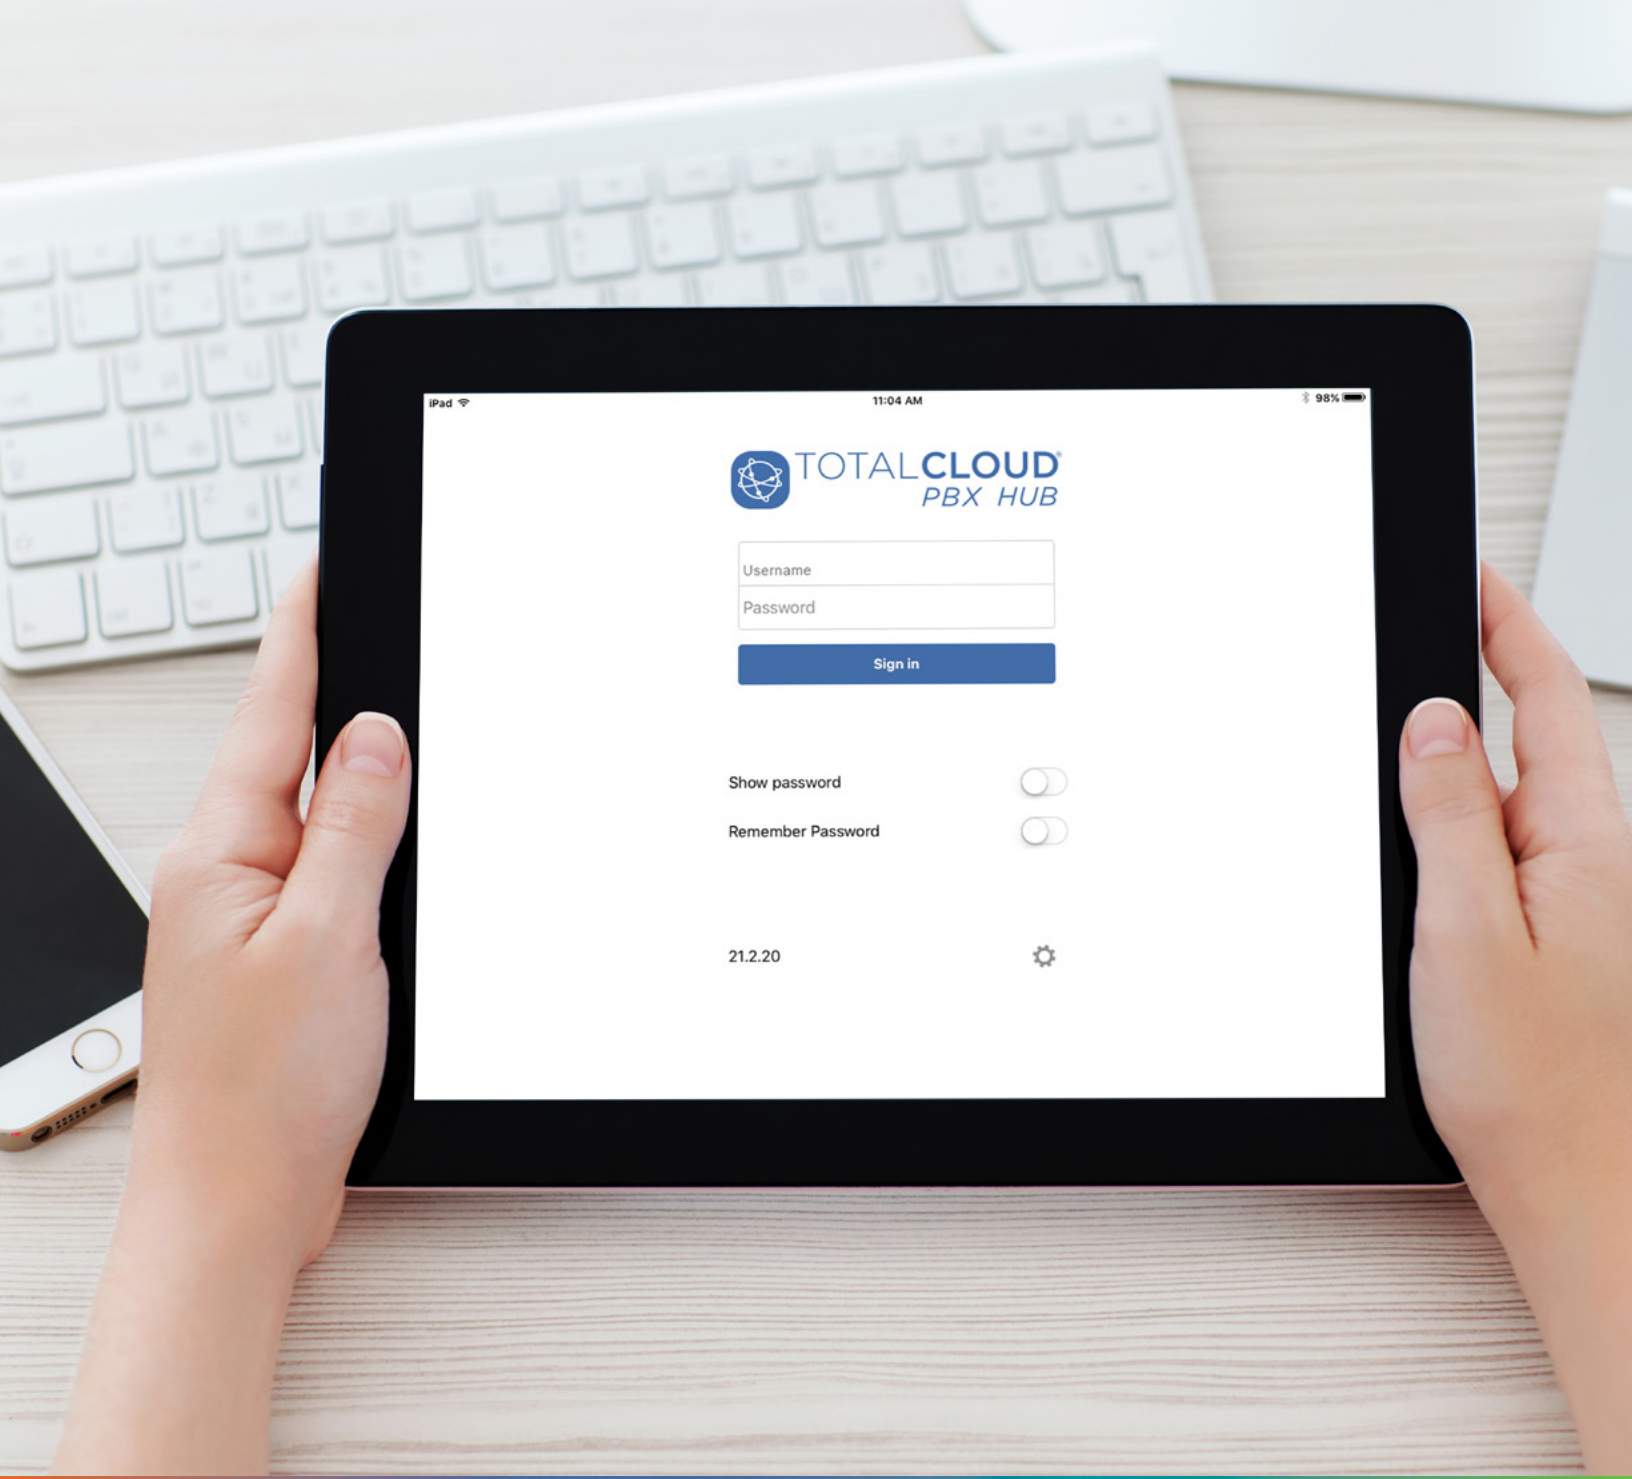 iPad 11:04 AM 98%
TOTALCLOUD®
PBX HUB
Username
Password
Sign in
Show password
Remember Password
21.2.20